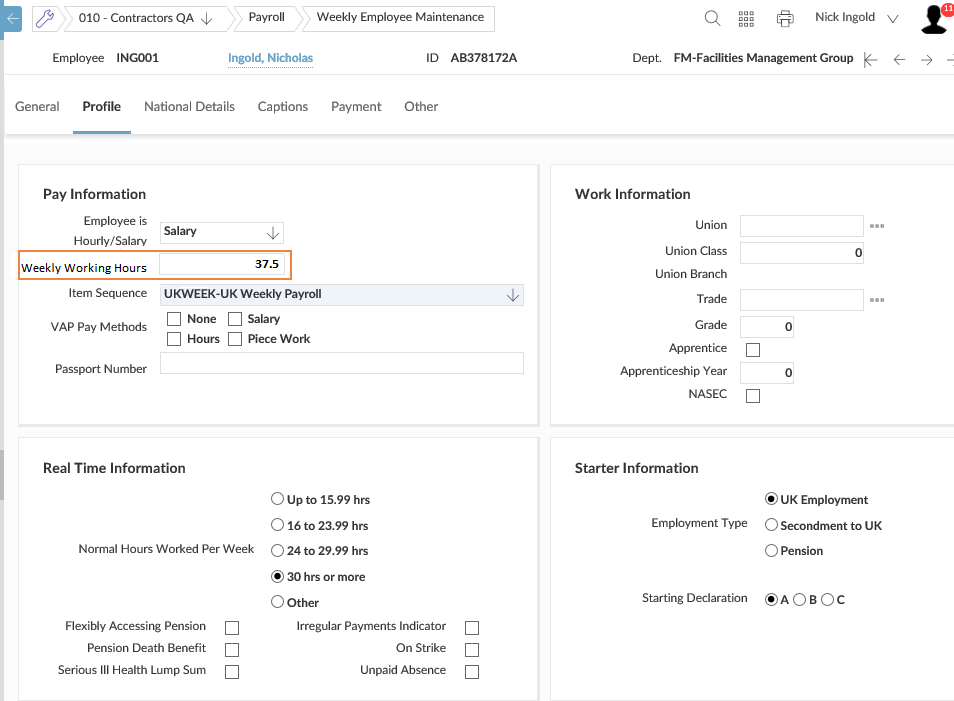 010 - Contractors QA
Payroll
Weekly Employee Maintenance
Nick Ingold
11
Employee ING001
Ingold, Nicholas
ID AB378172A
Dept. FM-Facilities Management Group
General Profile National Details Captions Payment Other
Pay Information
Employee is
Hourly/Salary
Salary
Weekly Working Hours 37.5
Item Sequence UKWEEK-UK Weekly Payroll
VAP Pay Methods
None Salary
Hours Piece Work
Passport Number
Work Information
Union
Union Class 0
Union Branch
Trade
Grade 0
Apprentice
Apprenticeship Year 0
NASEC
Real Time Information
Normal Hours Worked Per Week
Up to 15.99 hrs
16 to 23.99 hrs
24 to 29.99 hrs
30 hrs or more
Other
Flexibly Accessing Pension Irregular Payments Indicator
Pension Death Benefit On Strike
Serious Ill Health Lump Sum Unpaid Absence
Starter Information
Employment Type
UK Employment
Secondment to UK
Pension
Starting Declaration A B C